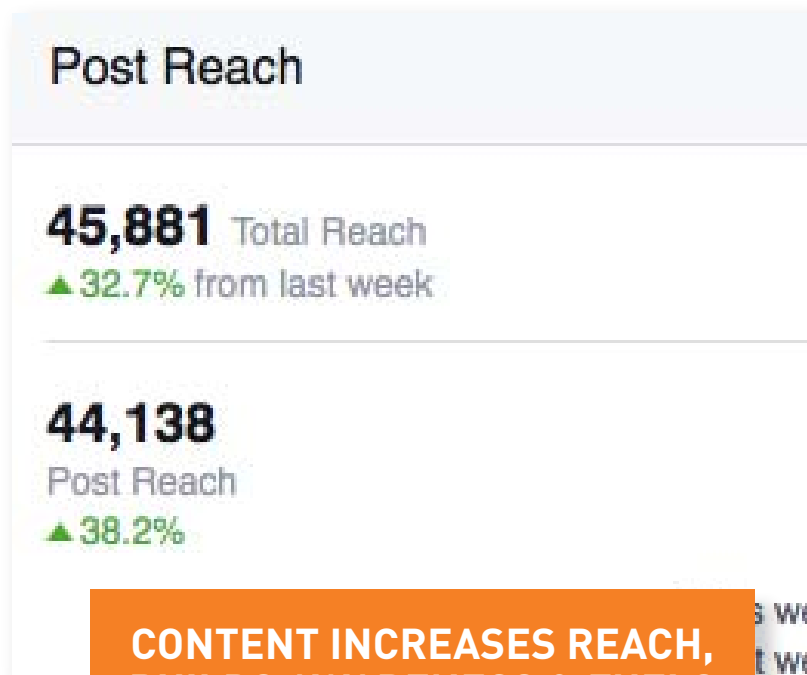 Post Reach
45,881 Total Reach
▲32.7% from last week
44,138
Post Reach
▲38.2%
CONTENT INCREASES REACH,